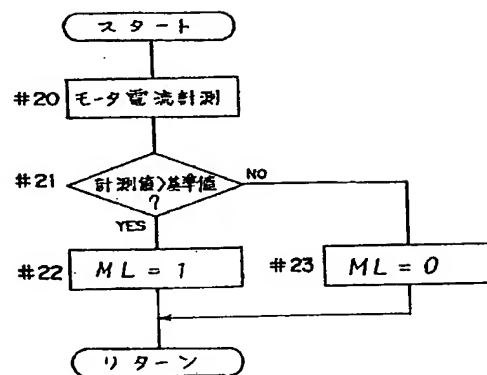 スタート
#20 モータ電流計測
#21 計測値>基準値
?
NO
YES
#22 ML = 1
#23 ML = 0
リターン